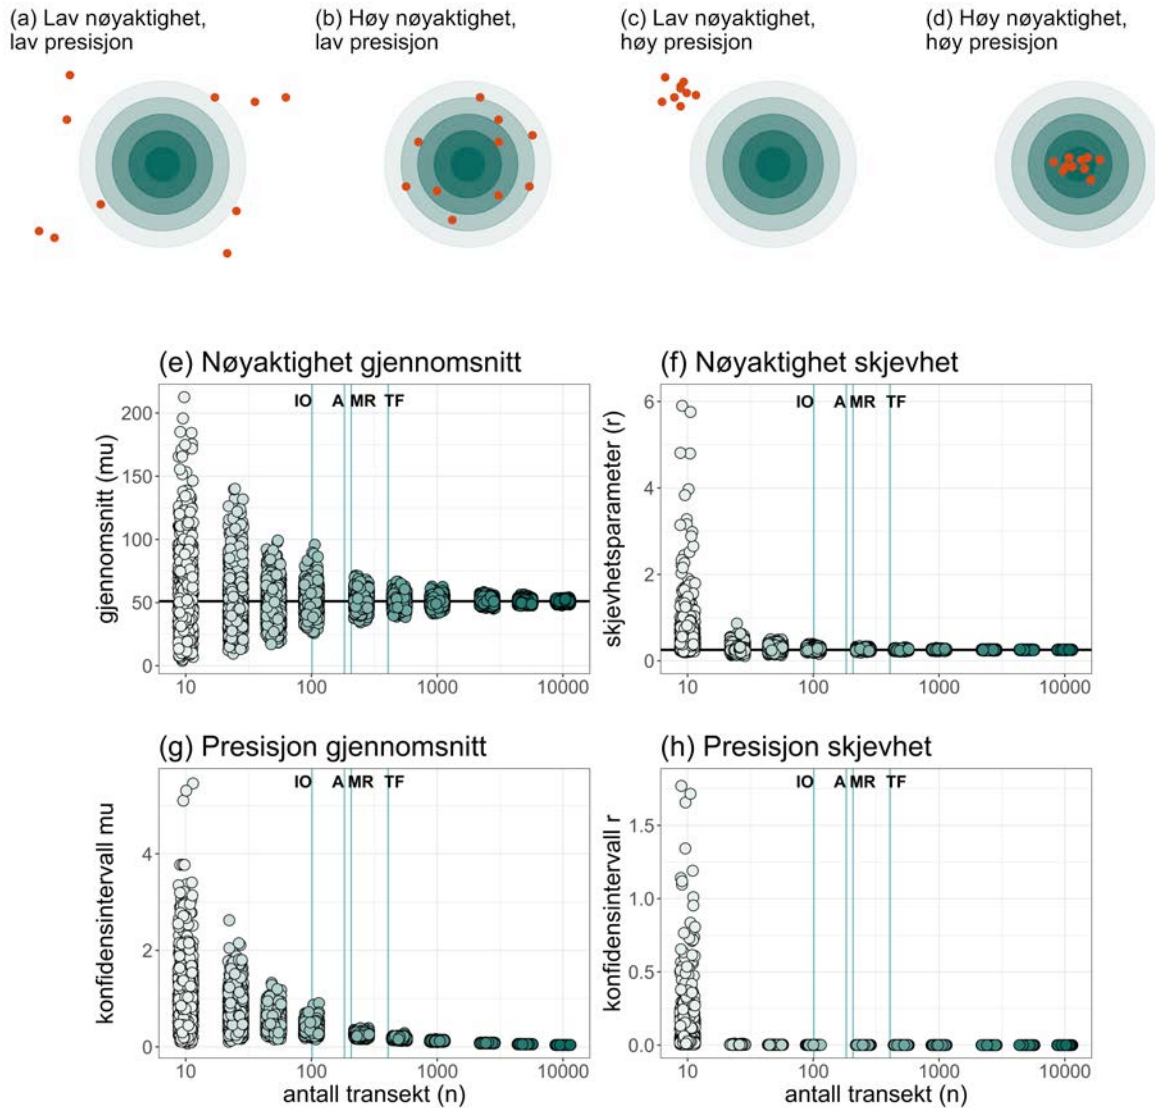 (a) Lav nøyaktighet,
lav presisjon
(b) Høy nøyaktighet,
lav presisjon
(c) Lav nøyaktighet,
høy presisjon
(d) Høy nøyaktighet,
høy presisjon
(e) Nøyaktighet gjennomsnitt
IO A MR TF
200
150
100
50
0
gjennomsnitt (mu)
10 100 1000 10000
(f) Nøyaktighet skjevhet
IO A MR TF
6
4
2
0
skjevhetsparameter (r)
10 100 1000 10000
(g) Presisjon gjennomsnitt
IO A MR TF
4
2
0
konfidensintervall mu
10 100 1000 10000
antall transekt (n)
(h) Presisjon skjevhet
IO A MR TF
1.5
1.0
0.5
0.0
konfidensintervall r
10 100 1000 10000
antall transekt (n)